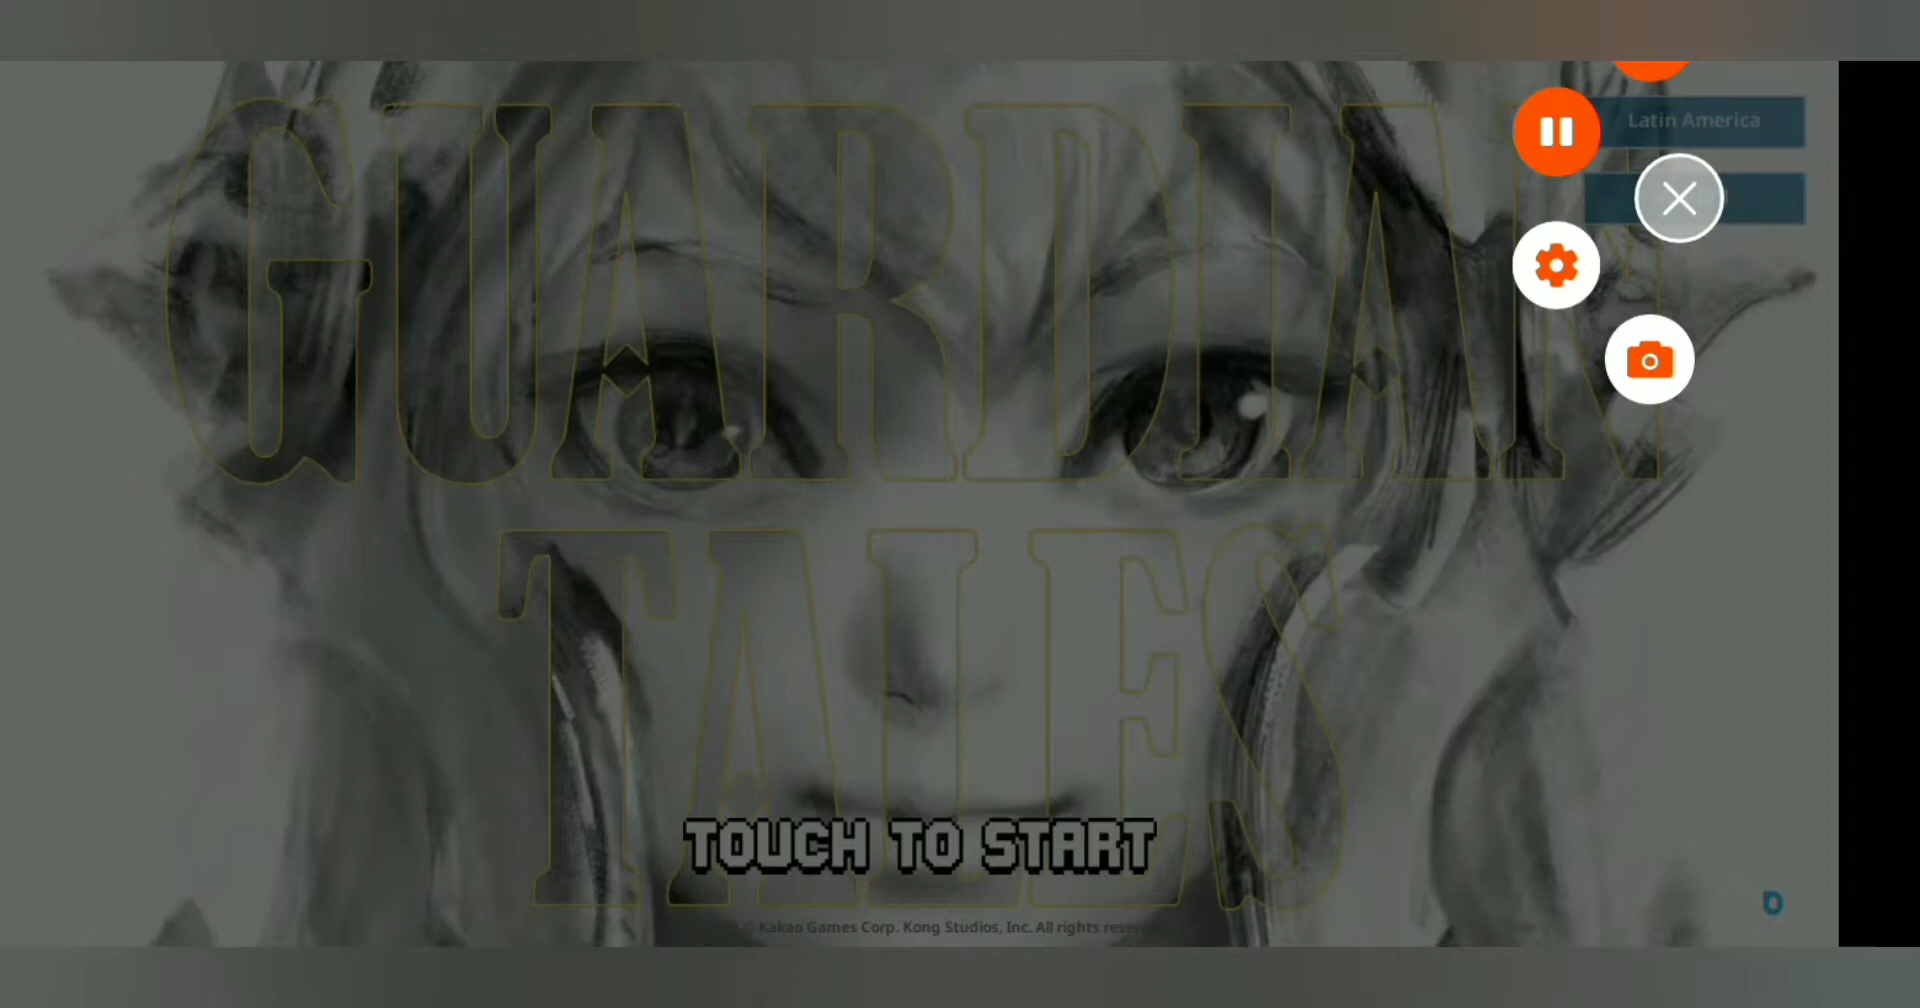 GUARDIAN
TALES
Latin America
TOUCH TO START
© Kakao Games Corp. Kong Studios, Inc. All rights